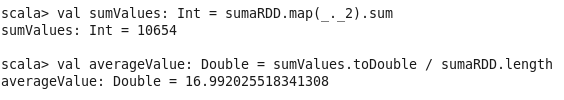 scala> val sumValues: Int = sumaRDD.map(_._2).sum
sumValues: Int = 10654
scala> val averageValue: Double = sumValues.toDouble / sumaRDD.length
averageValue: Double = 16.992025518341308